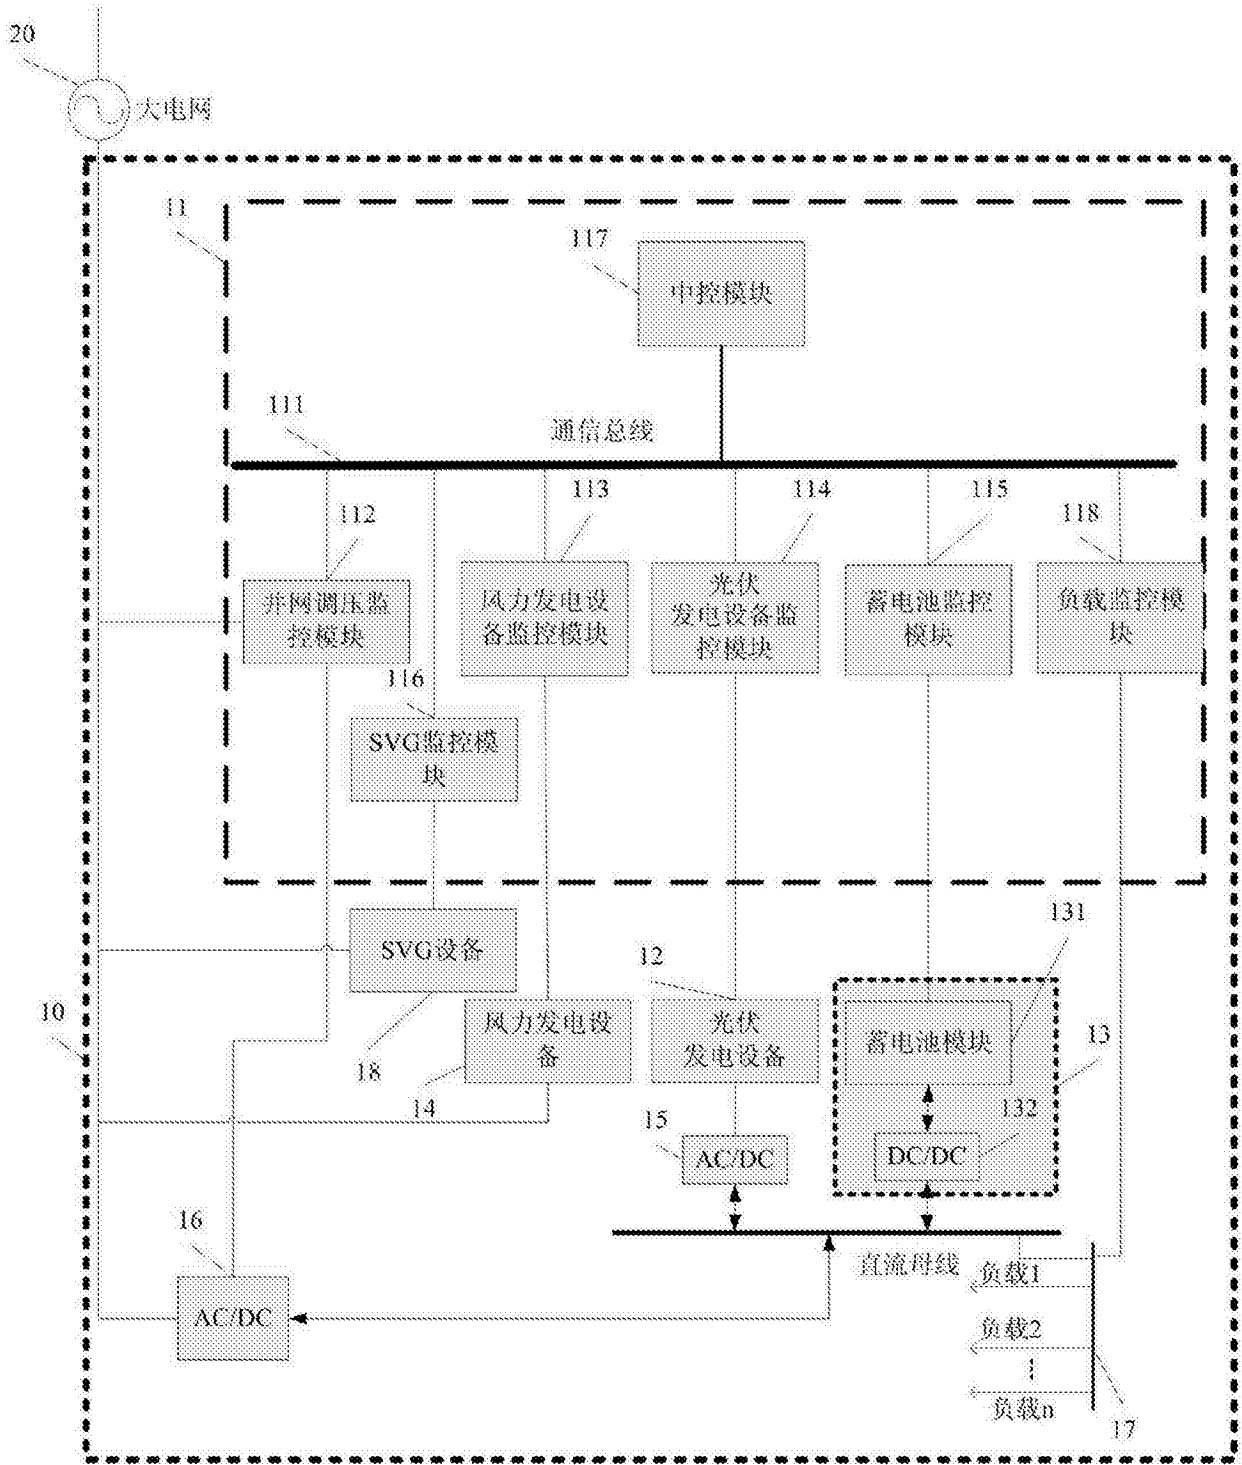 20
大电网
11
117
中控模块
111
通信总线
112
113
114
115
118
并网调压监
控模块
风力发电设
备监控模块
光伏
发电设备监
控模块
蓄电池监控
模块
负载监控模
块
116
SVG监控模
块
131
SVG设备
12
10
风力发电设
备
光伏
发电设备
蓄电池模块
13
18
14
15
132
AC/DC
DC/DC
16
直流母线
负载1
AC/DC
负载2
负载n
17